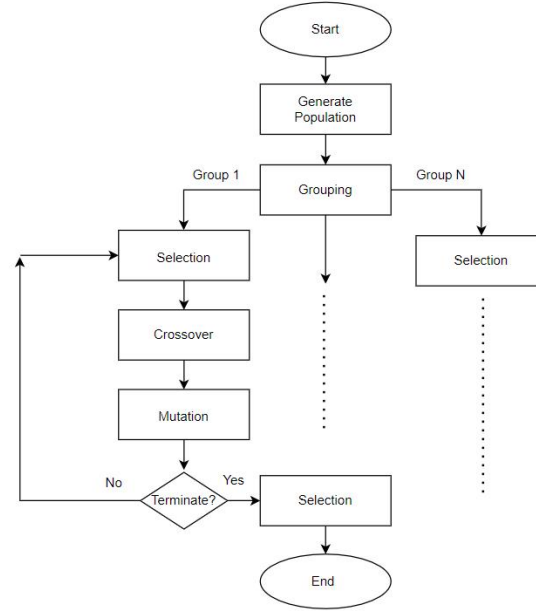 Start
Generate
Population
Group 1
Grouping
Group N
Selection
Selection
Crossover
Mutation
No
Terminate?
Yes
Selection
End